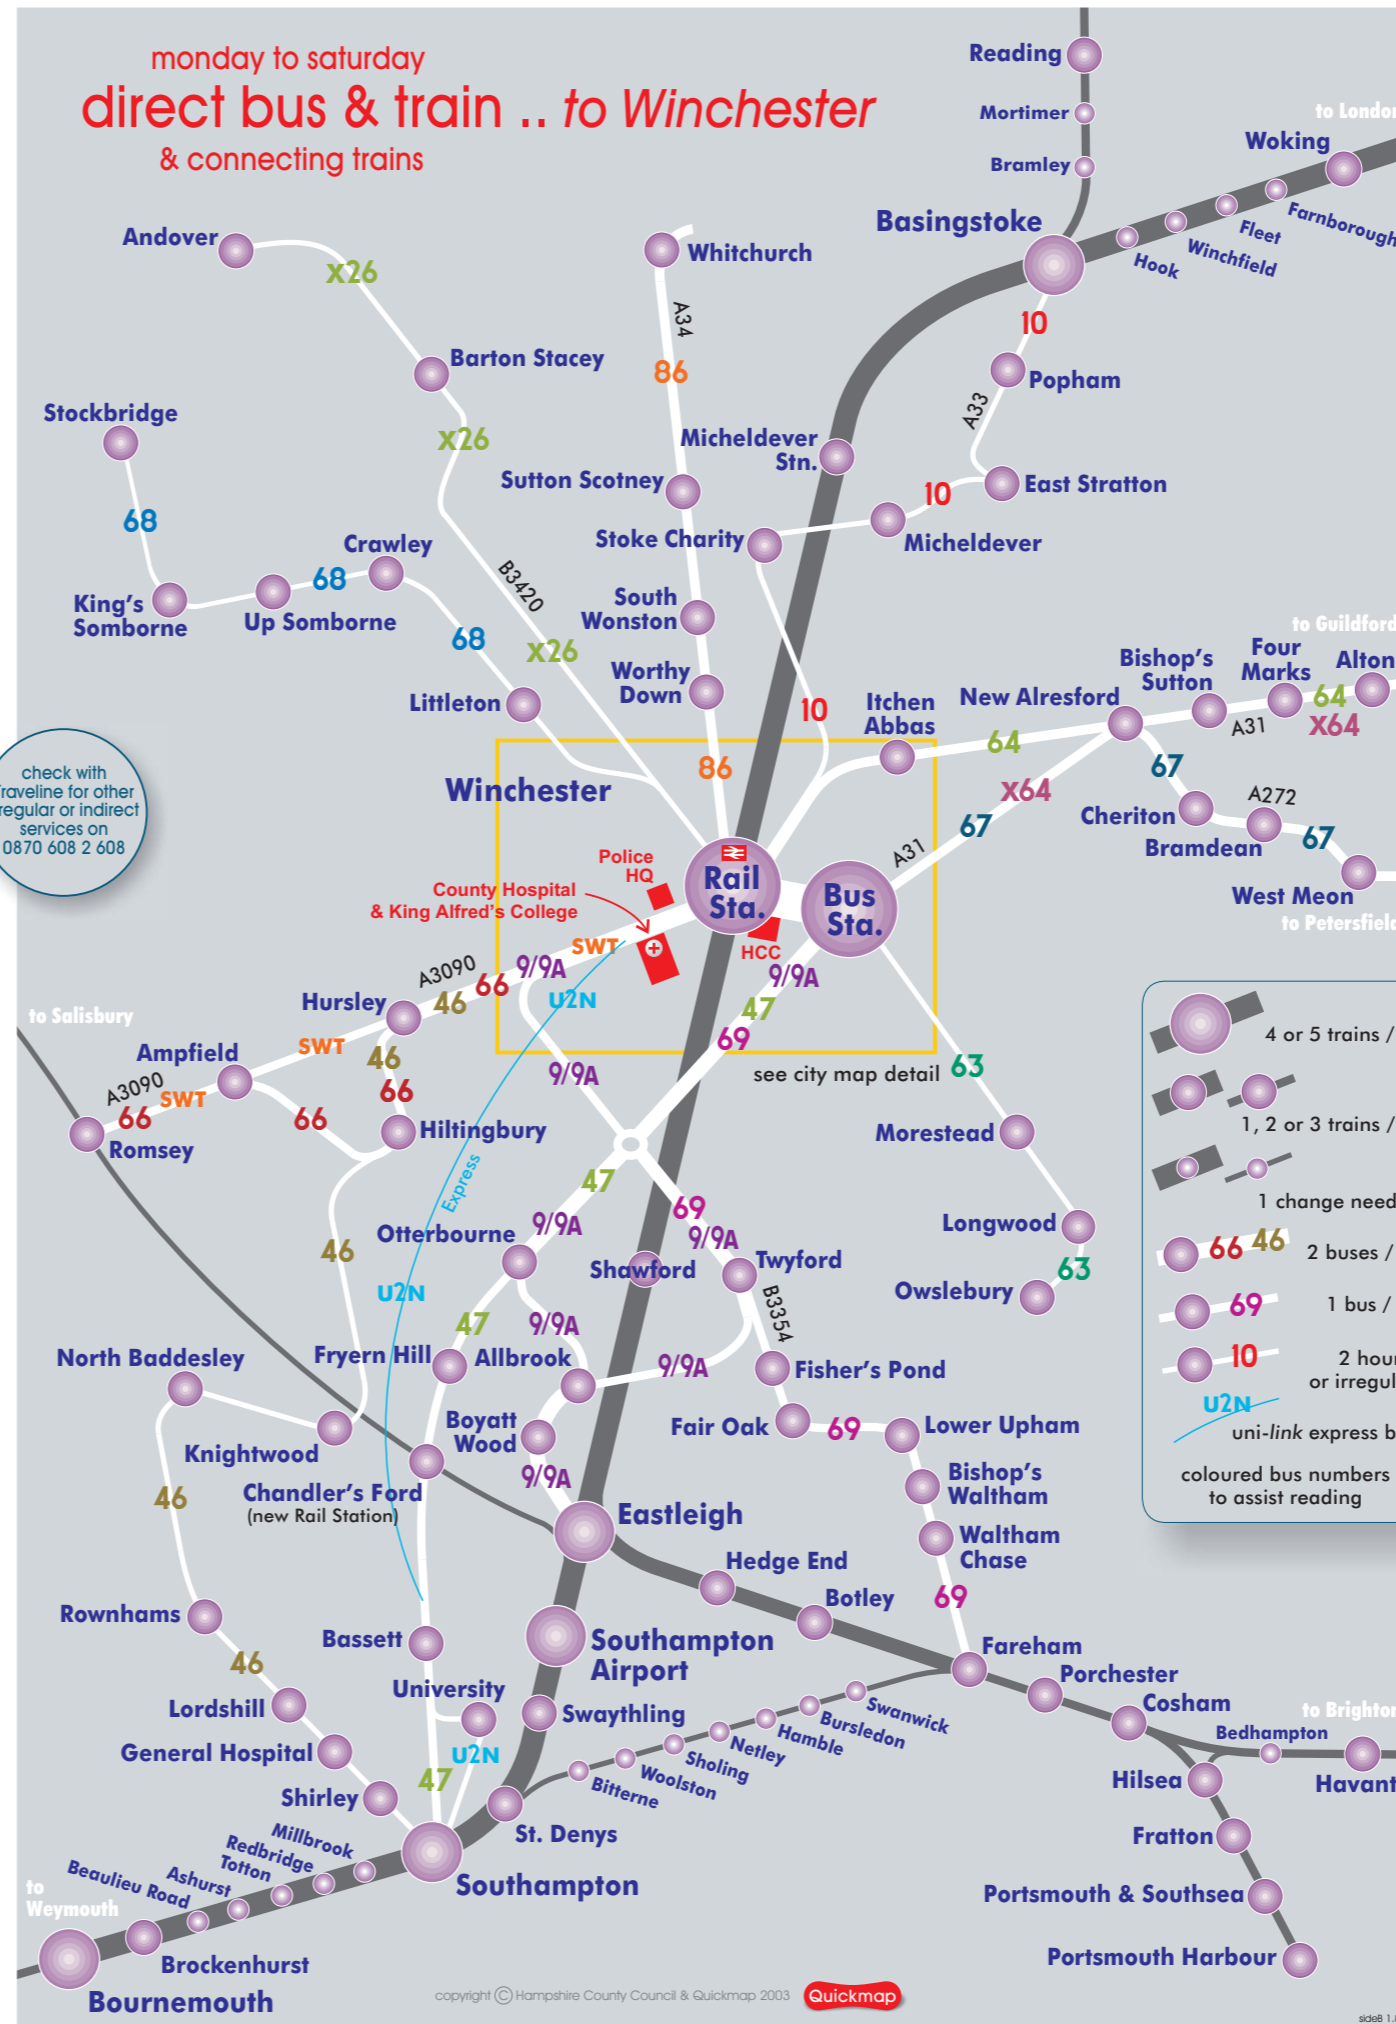 monday to saturday
direct bus & train .. to Winchester
& connecting trains
Reading
Mortimer
Bramley
to London
Woking
Basingstoke
Farnborough
Fleet
Winchfield
Hook
Andover
X26
Whitchurch
A34
86
10
Popham
A33
Barton Stacey
X26
Stockbridge
Micheldever
Stn.
Sutton Scotney
10
East Stratton
68
Stoke Charity
Micheldever
Crawley
68
B3420
King's
Somborne
Up Somborne
South
Wonston
68
X26
Worthy
Down
Littleton
10
Itchen
Abbas
New Alresford
to Guildford
Bishop's
Sutton
Four
Marks
Alton
64
A31
X64
64
67
X64
67
Cheriton
A272
Bramdean
67
West Meon
to Petersfield
check with
traveline for other
regular or indirect
services on
0870 608 2 608
Winchester
86
Police
HQ
County Hospital
& King Alfred's College
Rail
Sta.
Bus
Sta.
A31
HCC
SWT
9/9A
U2N
9/9A
47
69
A3090
66
46
Hursley
to Salisbury
SWT
Ampfield
46
A3090
SWT
66
66
66
Romsey
Hiltingbury
9/9A
see city map detail
63
Morestead
Longwood
63
Owslebury
Express
47
69
9/9A
9/9A
Otterbourne
Shawford
Twyford
46
U2N
B3354
47
9/9A
North Baddesley
Fryern Hill
Allbrook
9/9A
Fisher's Pond
Boyatt
Wood
Fair Oak
69
Lower Upham
Knightwood
9/9A
Bishop's
Waltham
46
Chandler's Ford
(new Rail Station)
Eastleigh
Waltham
Chase
Hedge End
69
Botley
Rownhams
Bassett
Southampton
Airport
Fareham
46
Porchester
University
Cosham
Lordshill
Swaythling
Swanwick
Bursledon
Hamble
Netley
Sholing
Woolston
Bitterne
to Brighton
Bedhampton
General Hospital
U2N
47
Hilsea
Havant
Shirley
St. Denys
Fratton
Millbrook
Redbridge
Totton
Ashurst
Beaulieu Road
Southampton
Portsmouth & Southsea
to
Weymouth
Brockenhurst
Portsmouth Harbour
Bournemouth
4 or 5 trains /
1, 2 or 3 trains /
1 change need
66 46
2 buses /
69
1 bus /
10
2 hou
or irregul
U2N
uni-link express b
coloured bus numbers
to assist reading
copyright © Hampshire County Council & Quickmap 2003
Quickmap
sideB 1.